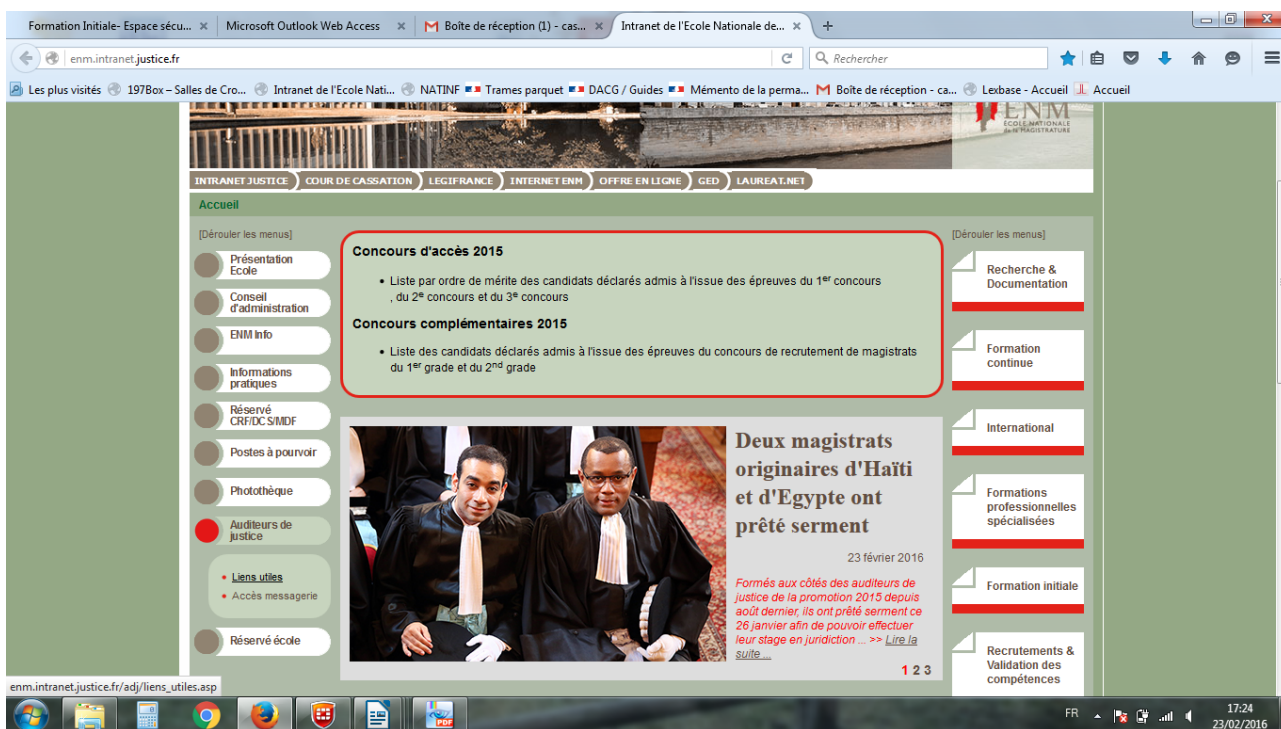 Formation Initiale- Espace sécu...
Microsoft Outlook Web Access
Boîte de réception (1) - cas...
Intranet de l'Ecole Nationale de...
enm.intranet.justice.fr
Rechercher
Les plus visités
197Box – Salles de Cro...
Intranet de l'Ecole Nati...
NATINF
Trames parquet
DACG / Guides
Mémento de la perma...
Boîte de réception - ca...
Lexbase - Accueil
Accueil
ENM
ÉCOLE NATIONALE
DE LA MAGISTRATURE
INTRANET JUSTICE
COUR DE CASSATION
LEGIFRANCE
INTERNET ENM
OFFRE EN LIGNE
GED
LAUREAT.NET
Accueil
[Dérouler les menus]
Présentation
Ecole
Conseil
d'administration
ENM Info
Informations
pratiques
Réservé
CRF/DCS/MDF
Postes à pourvoir
Photothèque
Auditeurs de
justice
• Liens utiles
• Accès messagerie
Réservé école
Concours d'accès 2015
• Liste par ordre de mérite des candidats déclarés admis à l'issue des épreuves du 1er concours
, du 2e concours et du 3e concours
Concours complémentaires 2015
• Liste des candidats déclarés admis à l'issue des épreuves du concours de recrutement de magistrats
du 1er grade et du 2nd grade
Deux magistrats
originaires d'Haïti
et d'Egypte ont
prêté serment
23 février 2016
Formés aux côtés des auditeurs de
justice de la promotion 2015 depuis
août dernier, ils ont prêté serment ce
26 janvier afin de pouvoir effectuer
leur stage en juridiction ... >> Lire la
suite ...
1 2 3
[Dérouler les menus]
Recherche &
Documentation
Formation
continue
International
Formations
professionnelles
spécialisées
Formation initiale
Recrutements &
Validation des
compétences
enm.intranet.justice.fr/adj/liens_utiles.asp
PDF
FR
17:24
23/02/2016